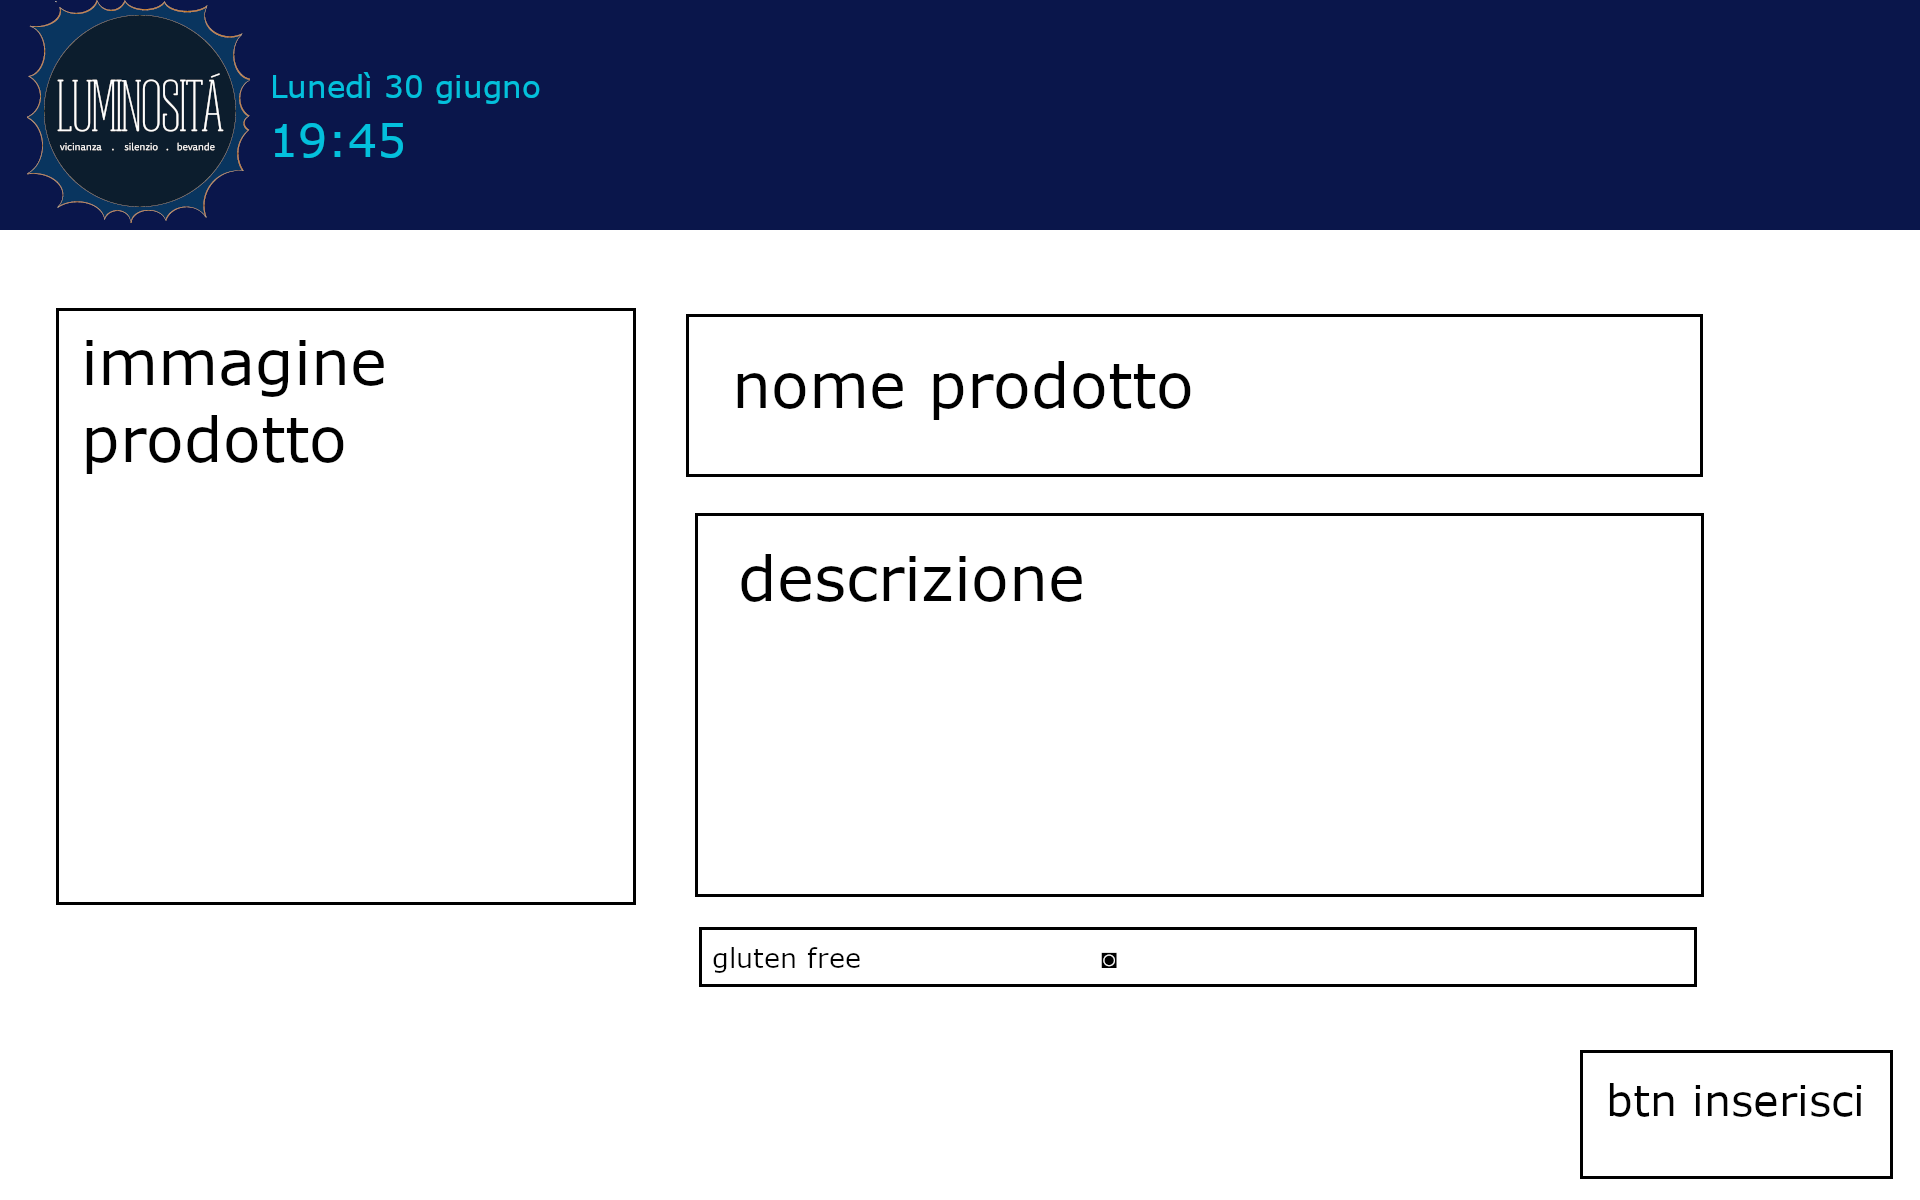 LUMINOSITÁ
vicinanza . silenzio . bevande
Lunedì 30 giugno
19:45
immagine
prodotto
nome prodotto
descrizione
gluten free ◙
btn inserisci